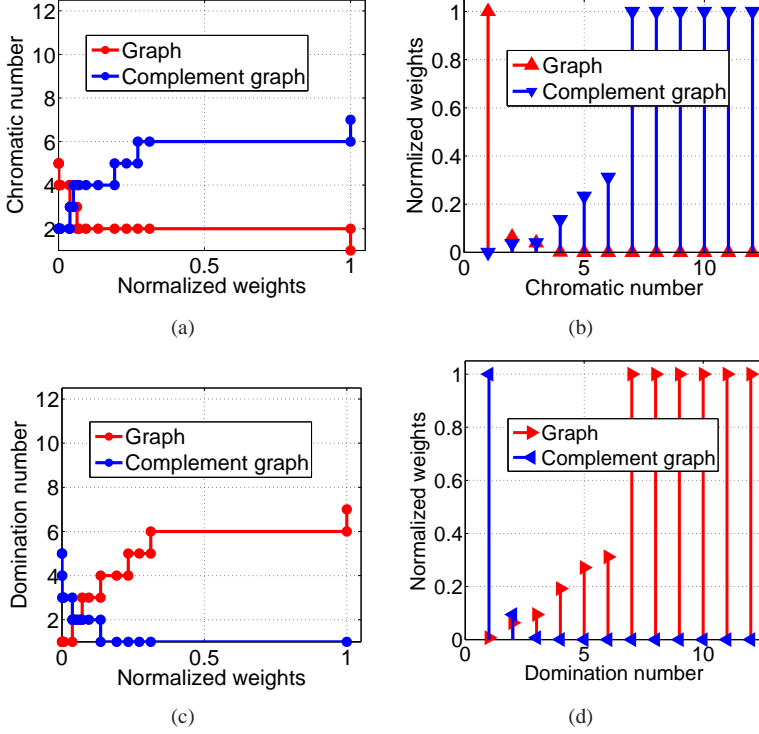 12
10
8
6
4
2
0
0.5
1
Chromatic number
Normalized weights
Graph
Complement graph
(a)
1
0.8
0.6
0.4
0.2
0
0
5
10
Normlized weights
Chromatic number
Graph
Complement graph
(b)
12
10
8
6
4
2
0
0.5
1
Domination number
Normalized weights
Graph
Complement graph
(c)
1
0.8
0.6
0.4
0.2
0
0
5
10
Normalized weights
Domination number
Graph
Complement graph
(d)